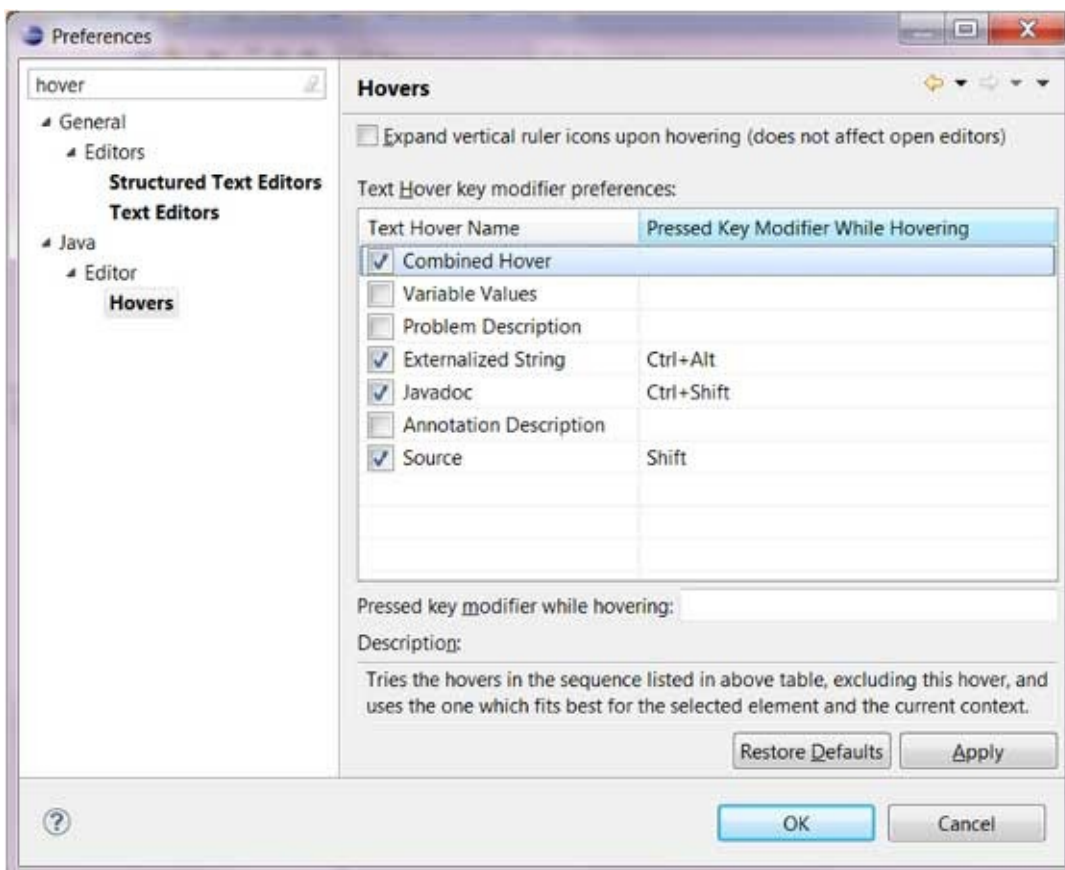 Preferences
hover
General
Editors
Structured Text Editors
Text Editors
Java
Editor
Hovers
Hovers
Expand vertical ruler icons upon hovering (does not affect open editors)
Text Hover key modifier preferences:
Text Hover Name Pressed Key Modifier While Hovering
Combined Hover
Variable Values
Problem Description
Externalized String Ctrl+Alt
Javadoc Ctrl+Shift
Annotation Description
Source Shift
Pressed key modifier while hovering:
Description:
Tries the hovers in the sequence listed in above table, excluding this hover, and
uses the one which fits best for the selected element and the current context.
Restore Defaults Apply
OK Cancel